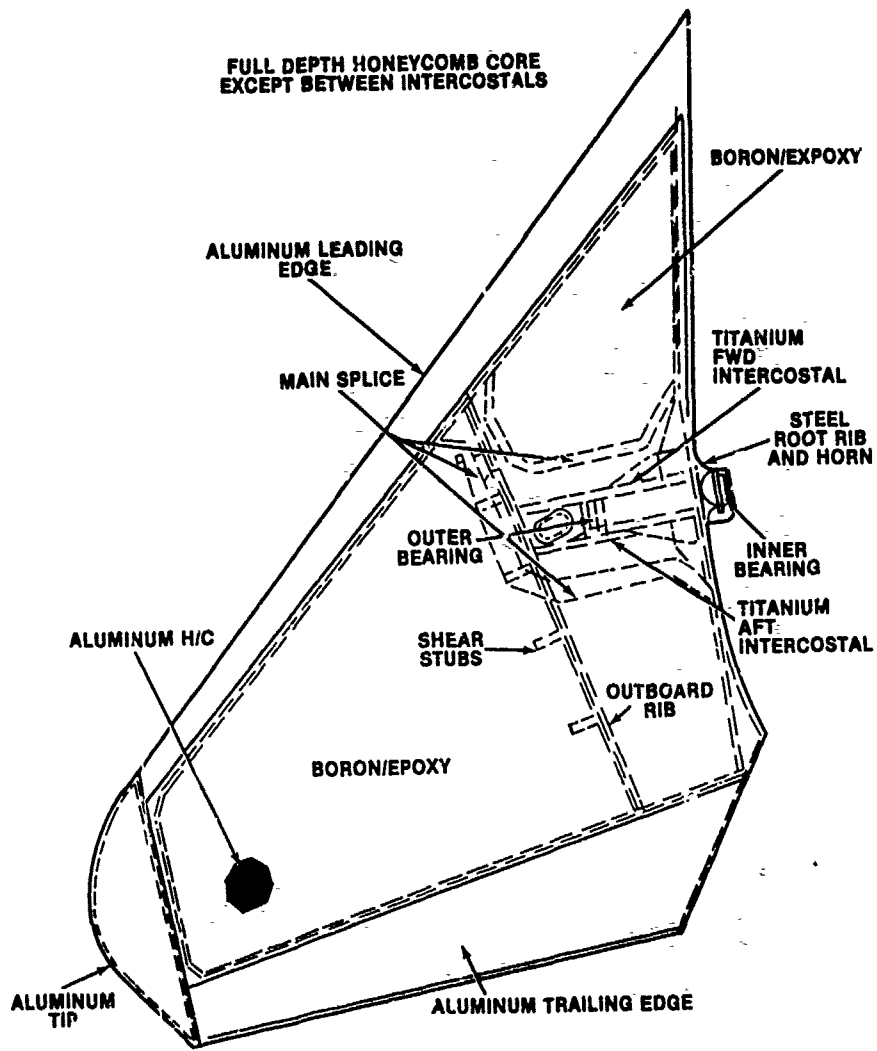 FULL DEPTH HONEYCOMB CORE
EXCEPT BETWEEN INTERCOSTALS
BORON/EXPOXY
ALUMINUM LEADING
EDGE
TITANIUM
FWD
INTERCOSTAL
MAIN SPLICE
STEEL
ROOT RIB
AND HORN
OUTER
BEARING
INNER
BEARING
TITANIUM
AFT
INTERCOSTAL
ALUMINUM H/C
SHEAR
STUBS
OUTBOARD
RIB
BORON/EPOXY
ALUMINUM
TIP
ALUMINUM TRAILING EDGE